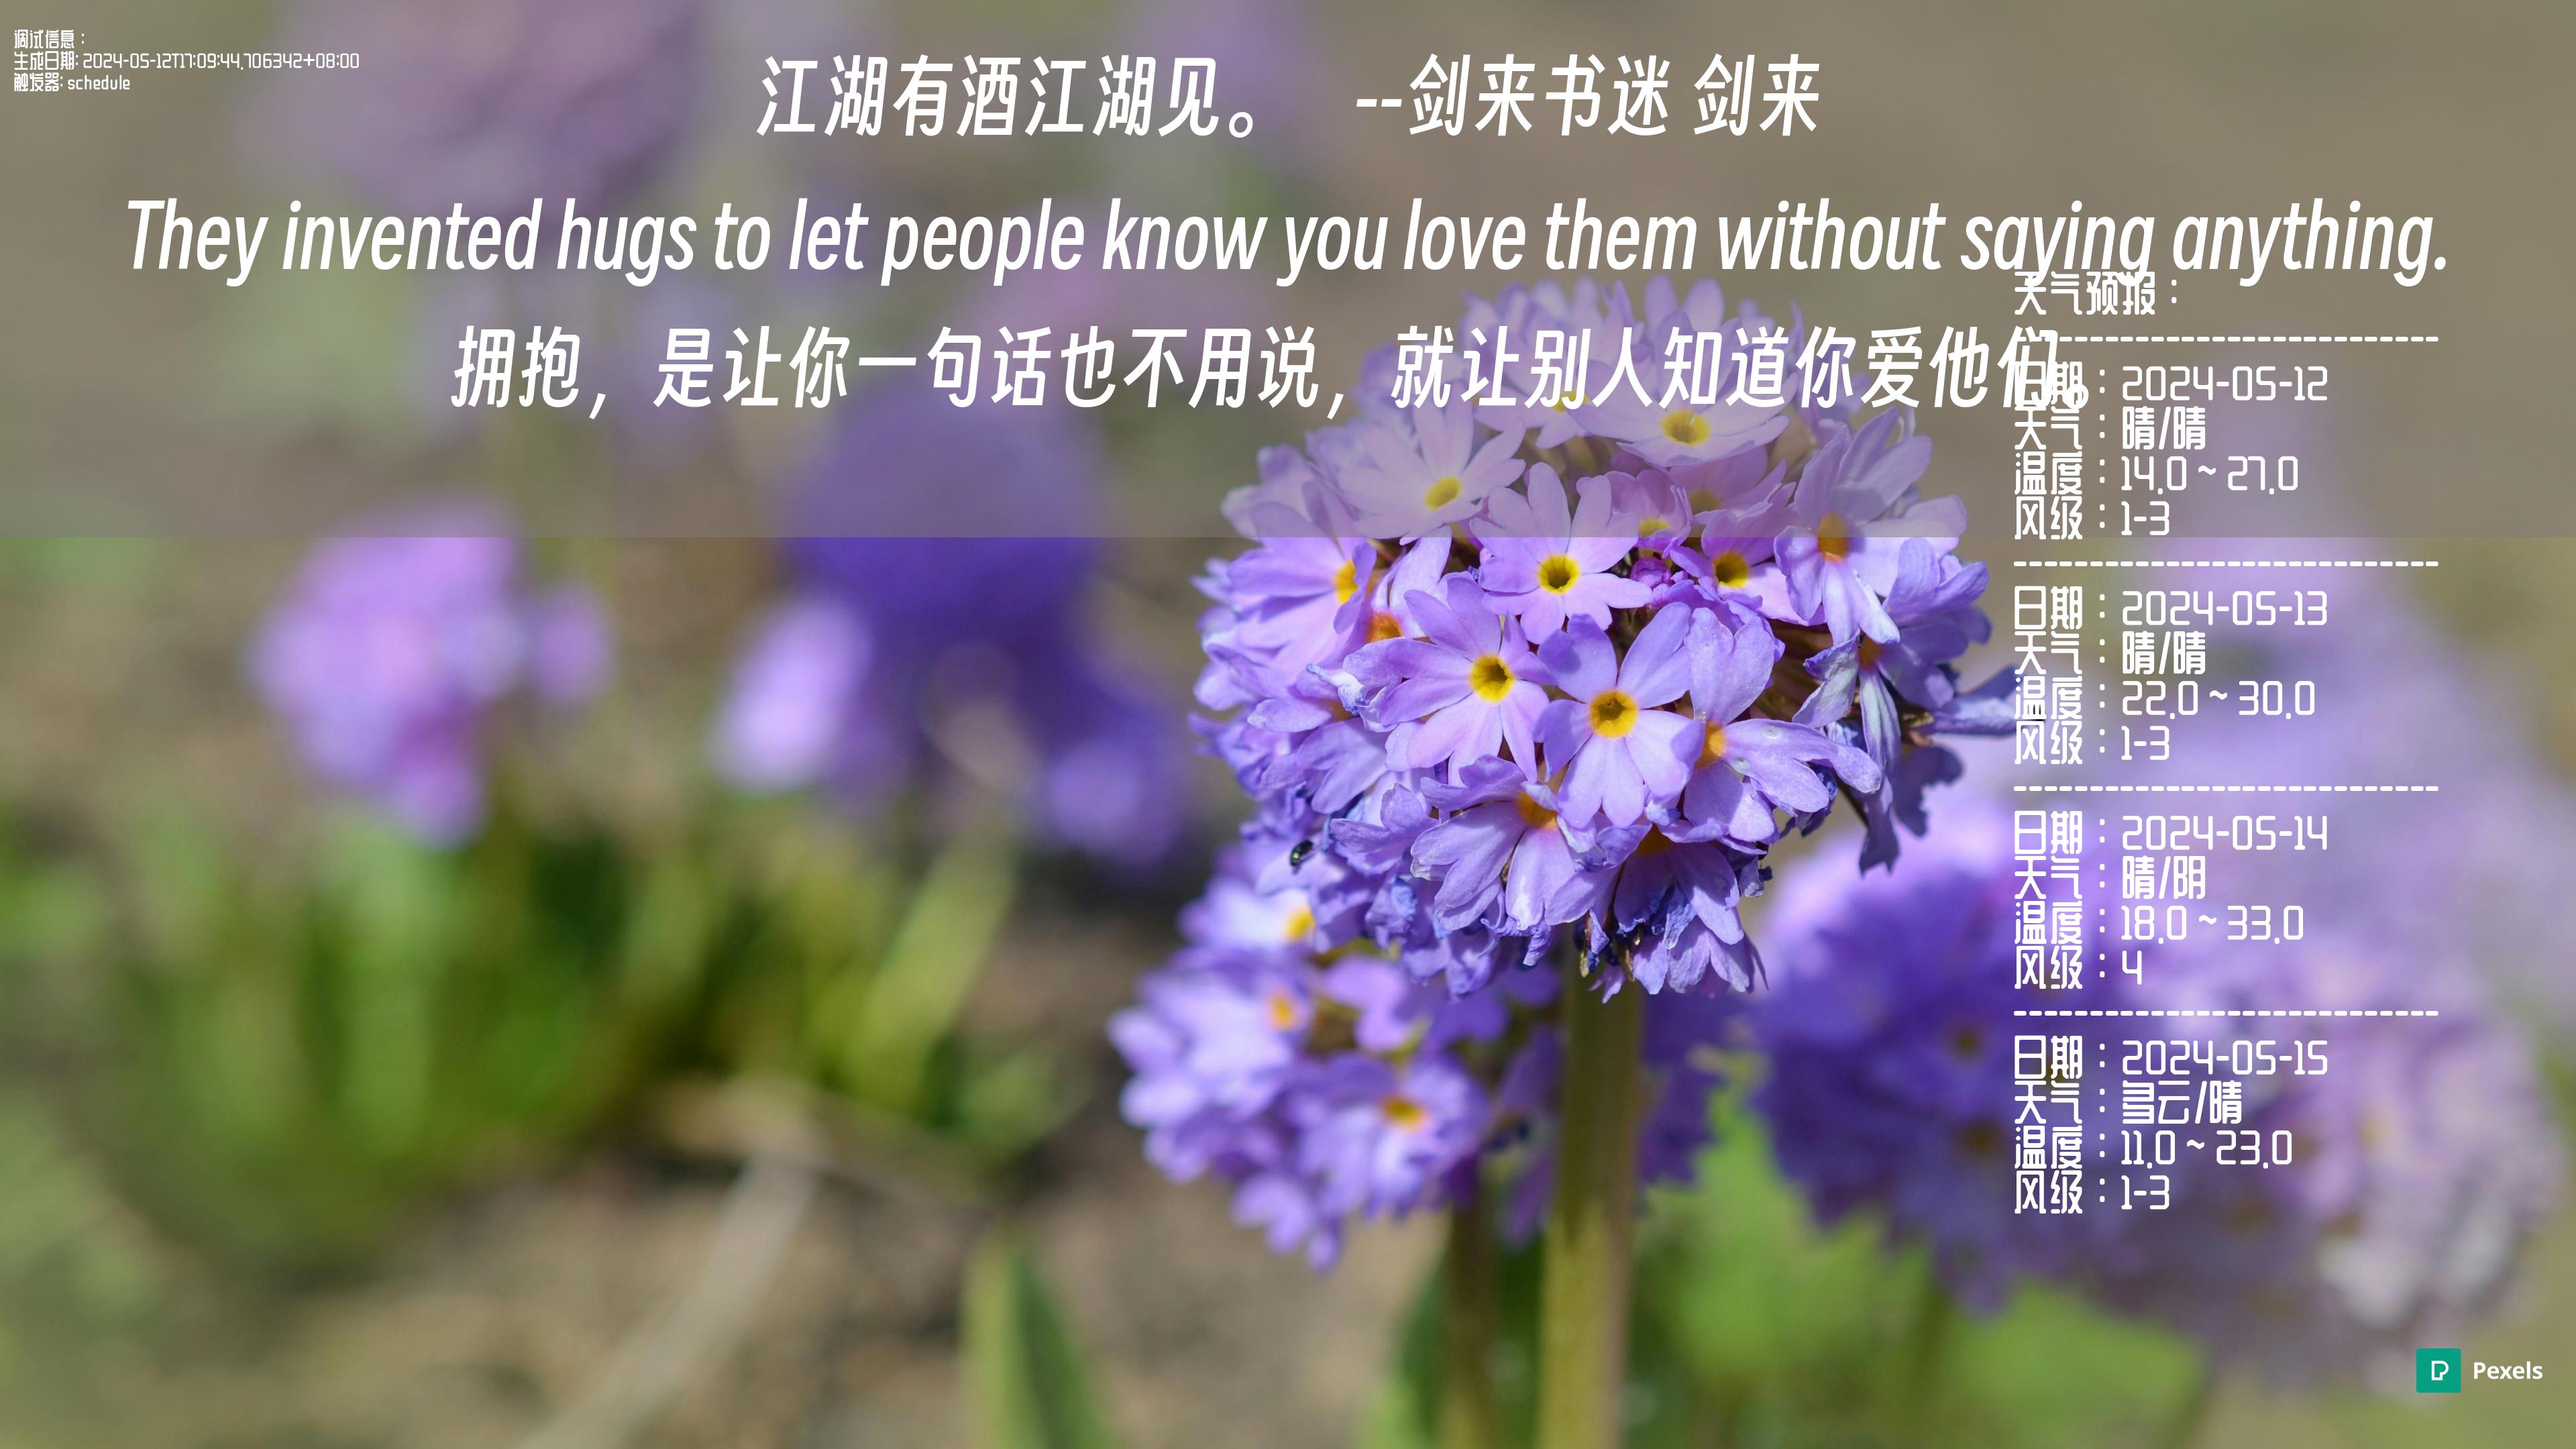 调试信息：
生成日期: 2024-05-12T17:09:44.706342+08:00
触发器: schedule
江湖有酒江湖见。 --剑来书迷 剑来
They invented hugs to let people know you love them without saying anything.
拥抱，是让你一句话也不用说，就让别人知道你爱他们。
天气预报：
----------------------------
日期：2024-05-12
天气：晴/晴
温度：14.0 ~ 27.0
风级：1-3
----------------------------
日期：2024-05-13
天气：晴/晴
温度：22.0 ~ 30.0
风级：1-3
----------------------------
日期：2024-05-14
天气：晴/阴
温度：18.0 ~ 33.0
风级：4
----------------------------
日期：2024-05-15
天气：多云/晴
温度：11.0 ~ 23.0
风级：1-3
Pexels